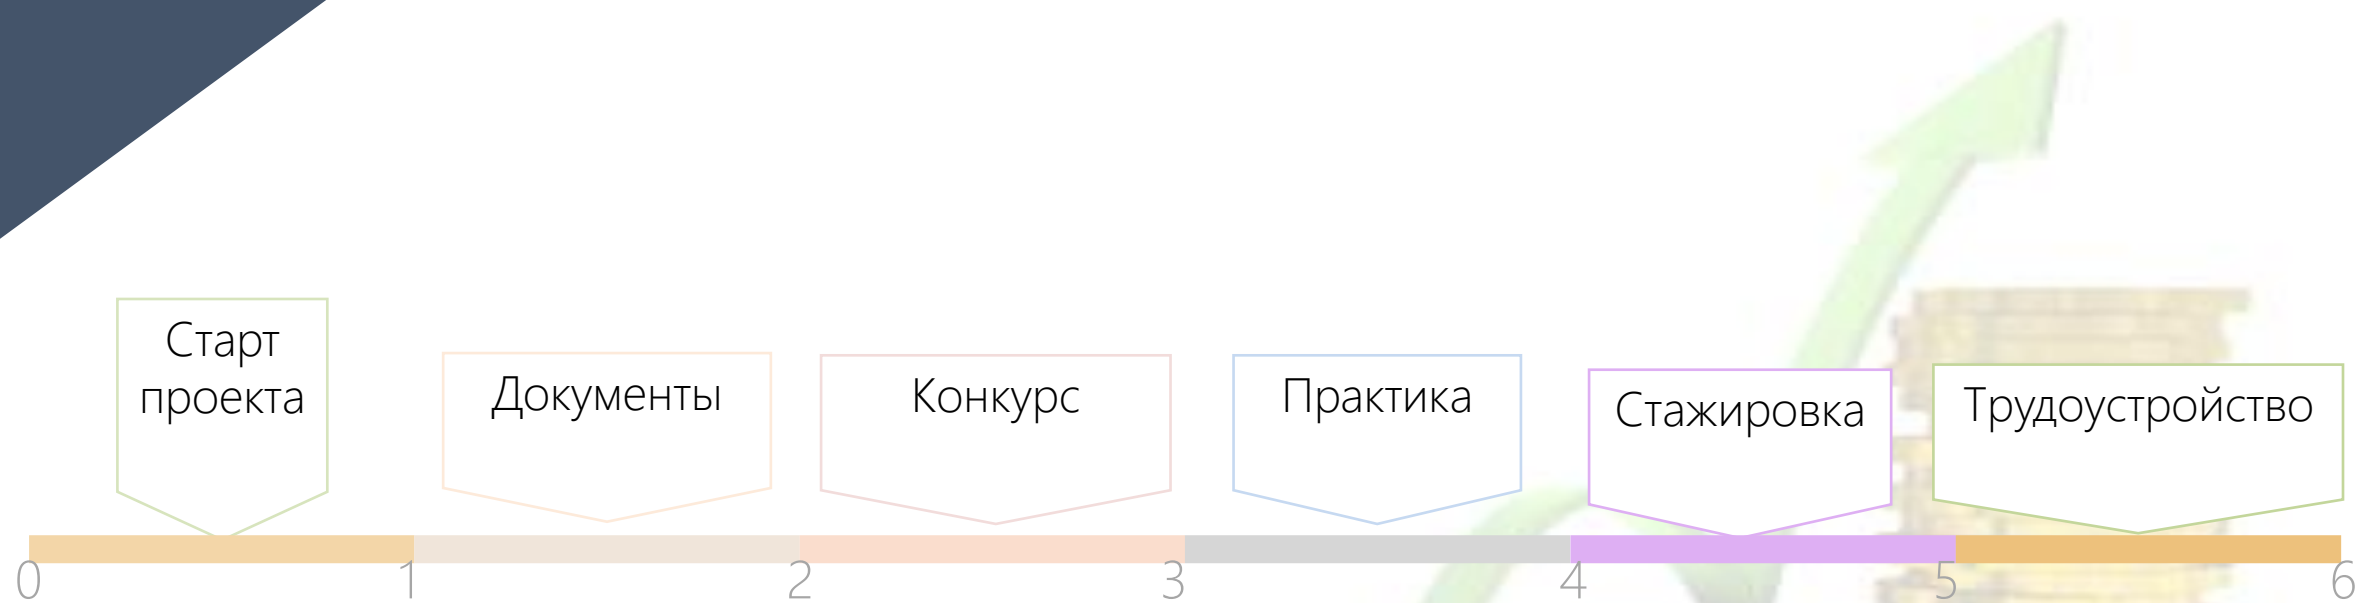 Старт
проекта
Документы
Конкурс
Практика
Стажировка
Трудоустройство
0 1 2 3 4 5 6